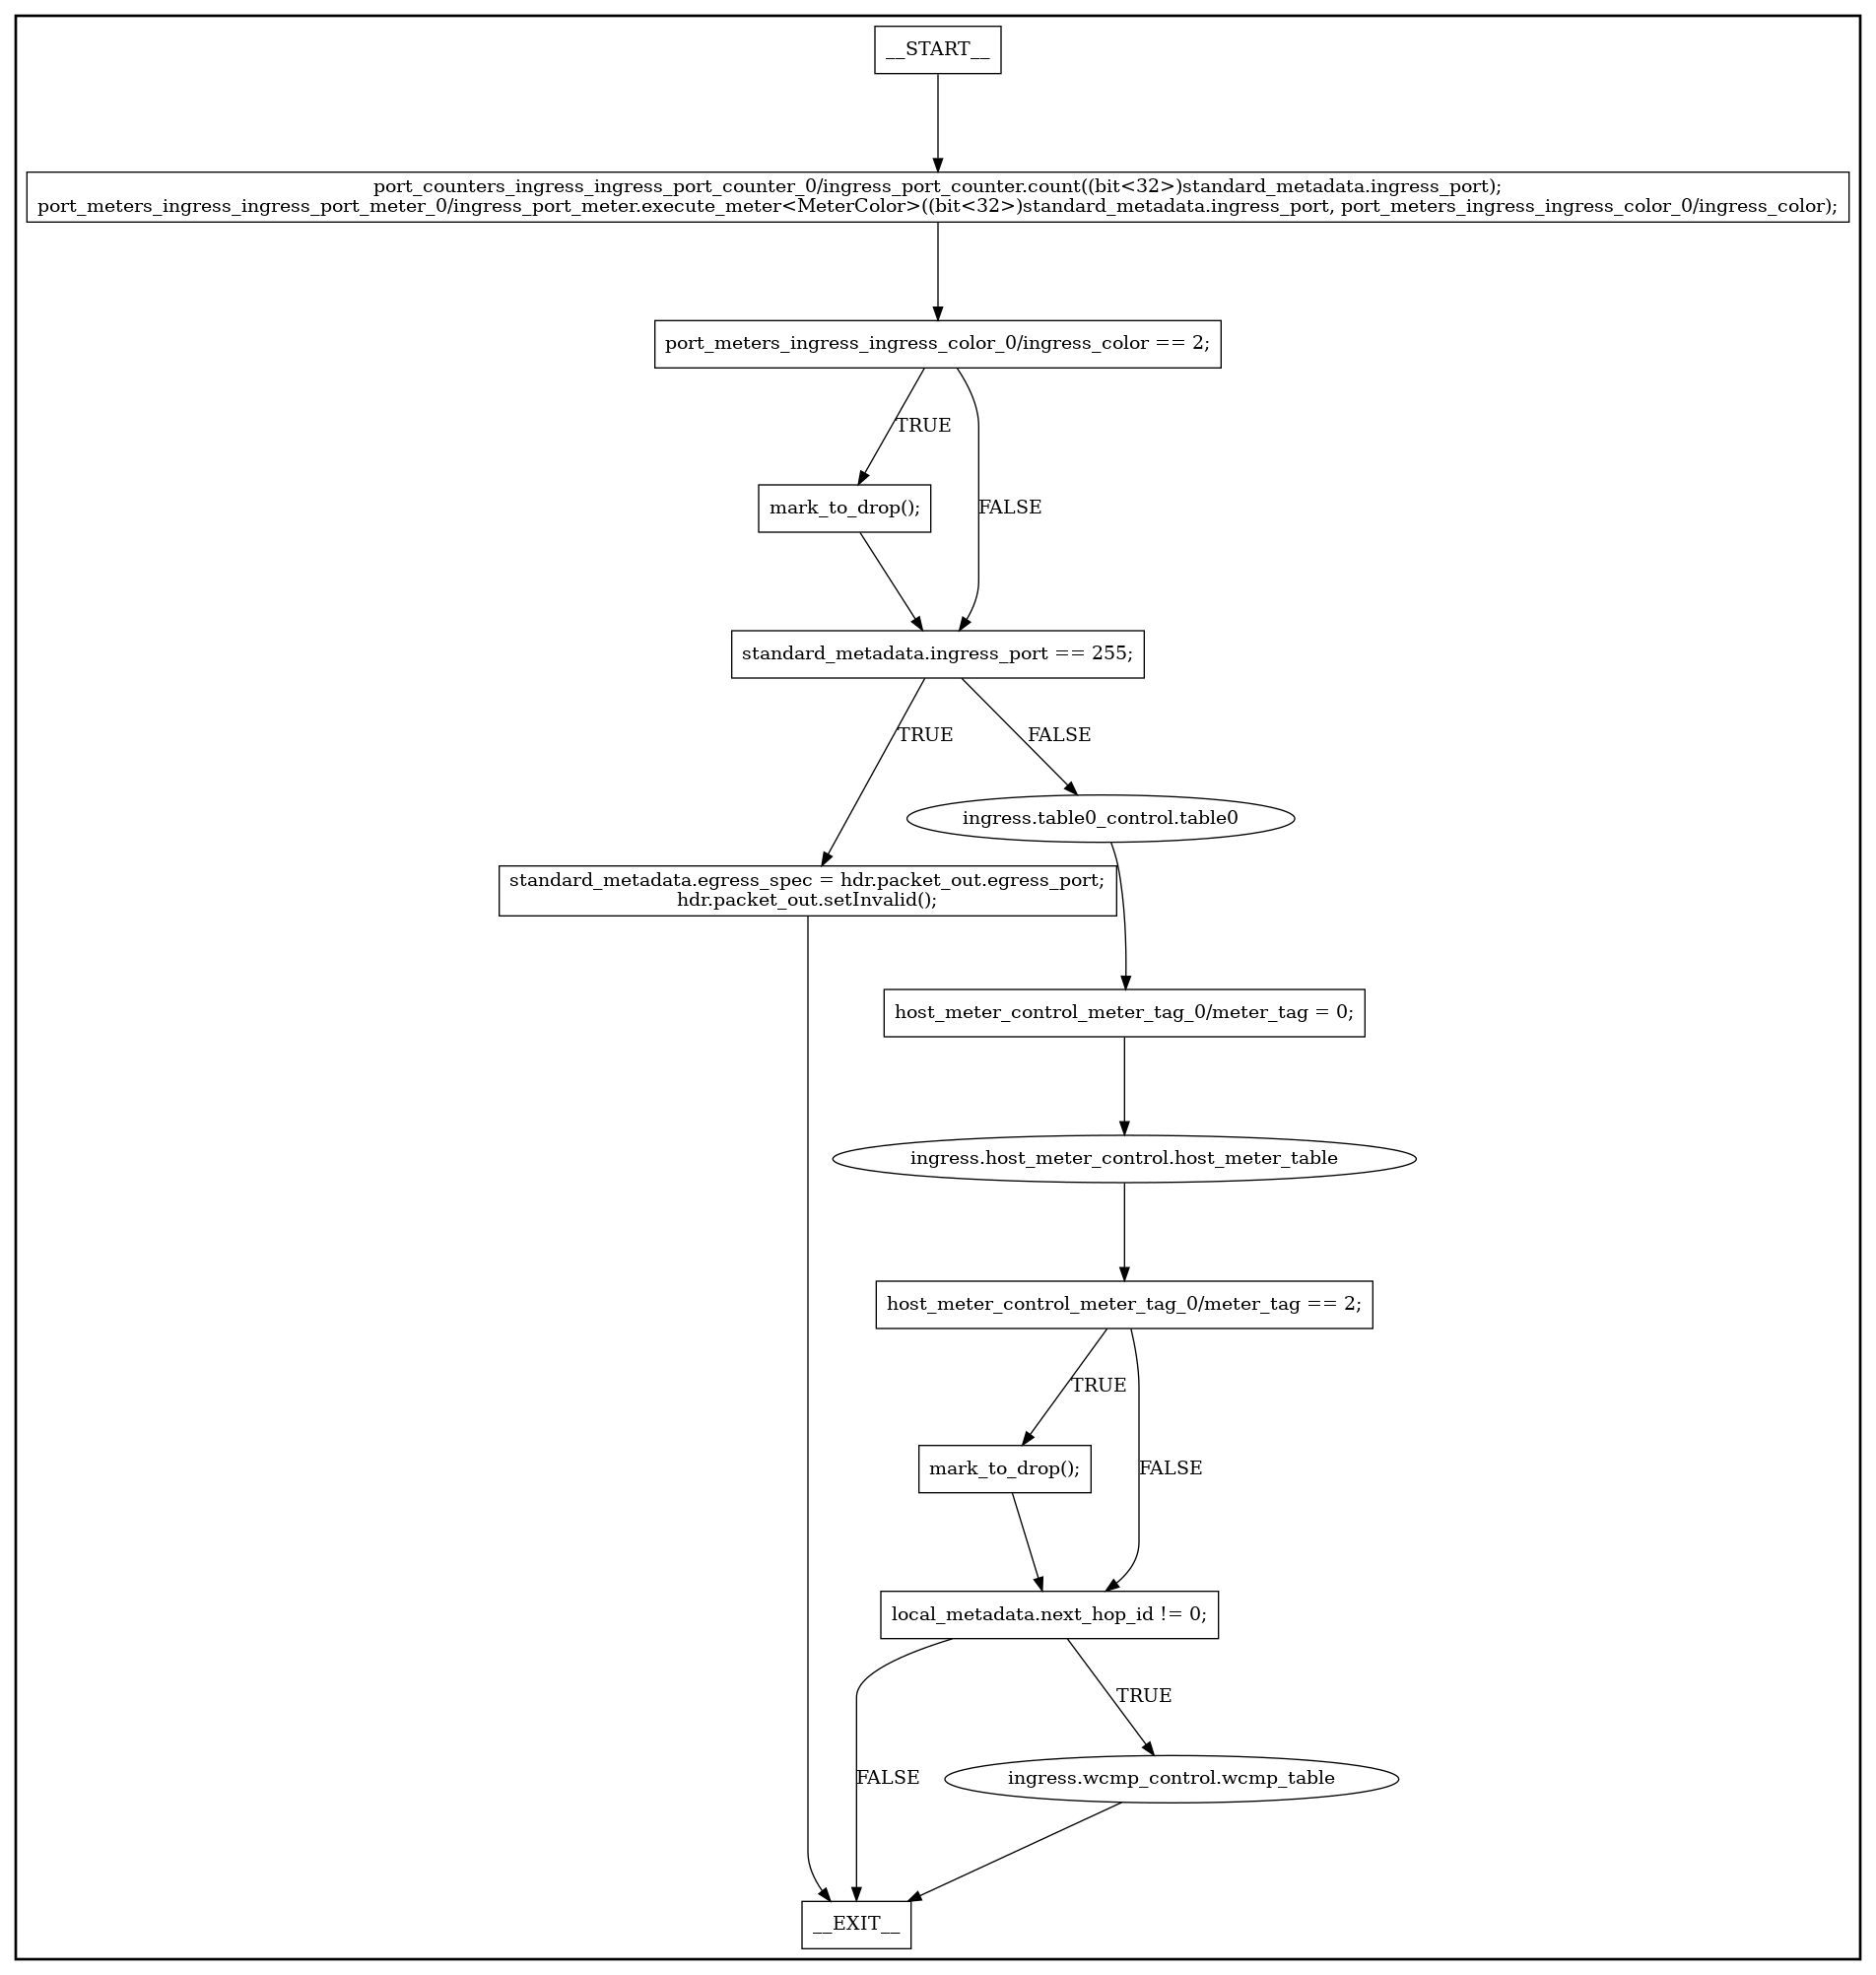 __START__
port_counters_ingress_ingress_port_counter_0/ingress_port_counter.count((bit<32>)standard_metadata.ingress_port);
port_meters_ingress_ingress_port_meter_0/ingress_port_meter.execute_meter<MeterColor>((bit<32>)standard_metadata.ingress_port, port_meters_ingress_ingress_color_0/ingress_color);
port_meters_ingress_ingress_color_0/ingress_color == 2;
TRUE
mark_to_drop();
FALSE
standard_metadata.ingress_port == 255;
TRUE
FALSE
ingress.table0_control.table0
standard_metadata.egress_spec = hdr.packet_out.egress_port;
hdr.packet_out.setInvalid();
host_meter_control_meter_tag_0/meter_tag = 0;
ingress.host_meter_control.host_meter_table
host_meter_control_meter_tag_0/meter_tag == 2;
TRUE
mark_to_drop();
FALSE
local_metadata.next_hop_id != 0;
TRUE
FALSE
ingress.wcmp_control.wcmp_table
__EXIT__